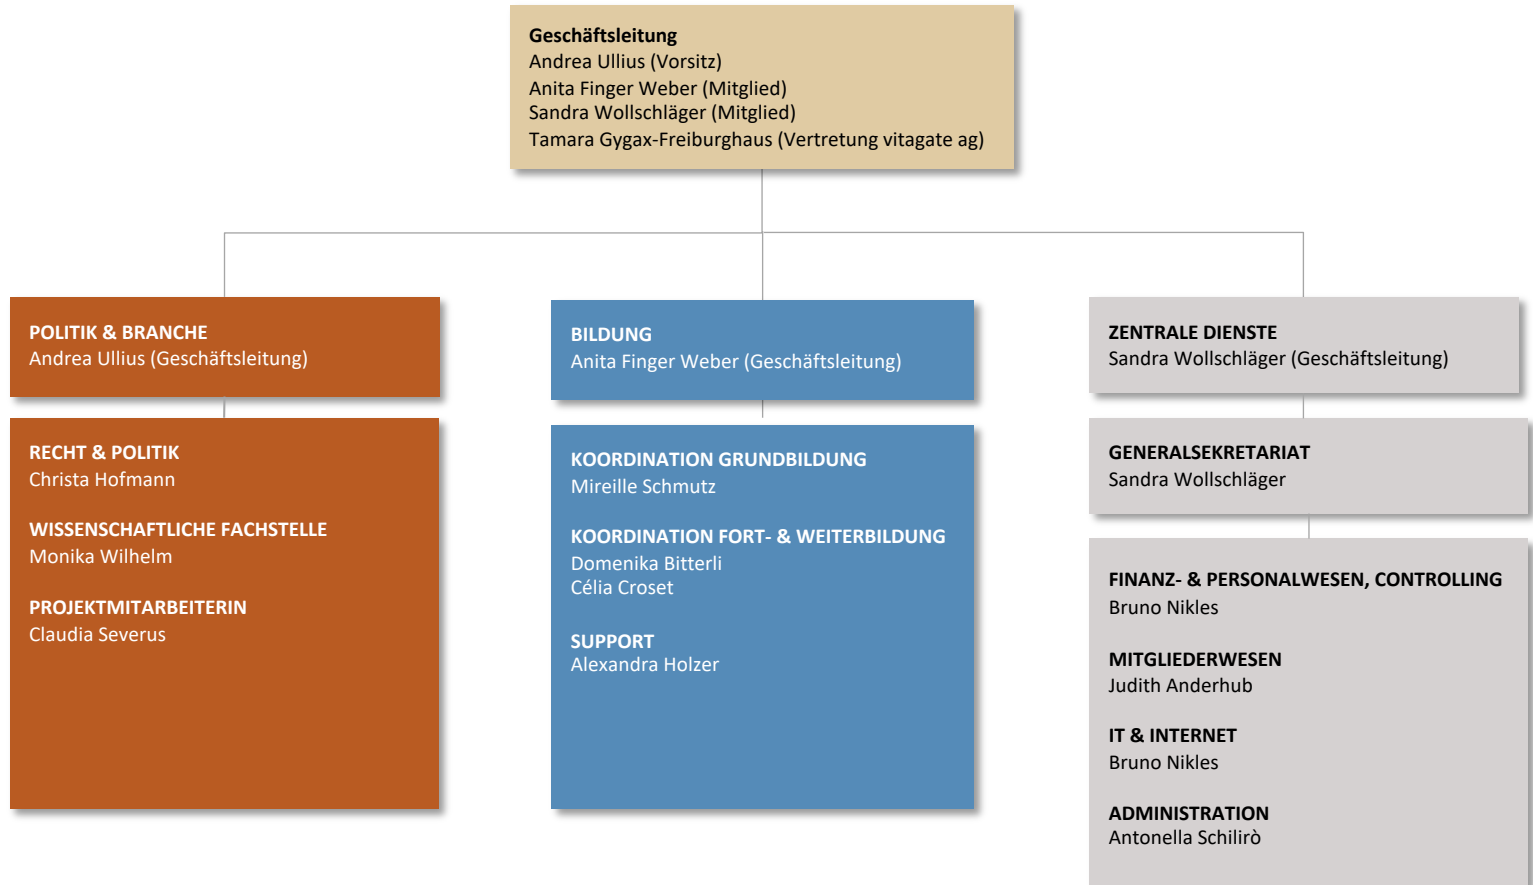 Geschäftsleitung
Andrea Ullius (Vorsitz)
Anita Finger Weber (Mitglied)
Sandra Wollschläger (Mitglied)
Tamara Gygax-Freiburghaus (Vertretung vitagate ag)
POLITIK & BRANCHE
Andrea Ullius (Geschäftsleitung)
RECHT & POLITIK
Christa Hofmann
WISSENSCHAFTLICHE FACHSTELLE
Monika Wilhelm
PROJEKTMITARBEITERIN
Claudia Severus
BILDUNG
Anita Finger Weber (Geschäftsleitung)
KOORDINATION GRUNDBILDUNG
Mireille Schmutz
KOORDINATION FORT- & WEITERBILDUNG
Domenika Bitterli
Célia Croset
SUPPORT
Alexandra Holzer
ZENTRALE DIENSTE
Sandra Wollschläger (Geschäftsleitung)
GENERALSEKRETARIAT
Sandra Wollschläger
FINANZ- & PERSONALWESEN, CONTROLLING
Bruno Nikles
MITGLIEDERWESEN
Judith Anderhub
IT & INTERNET
Bruno Nikles
ADMINISTRATION
Antonella Schilirò